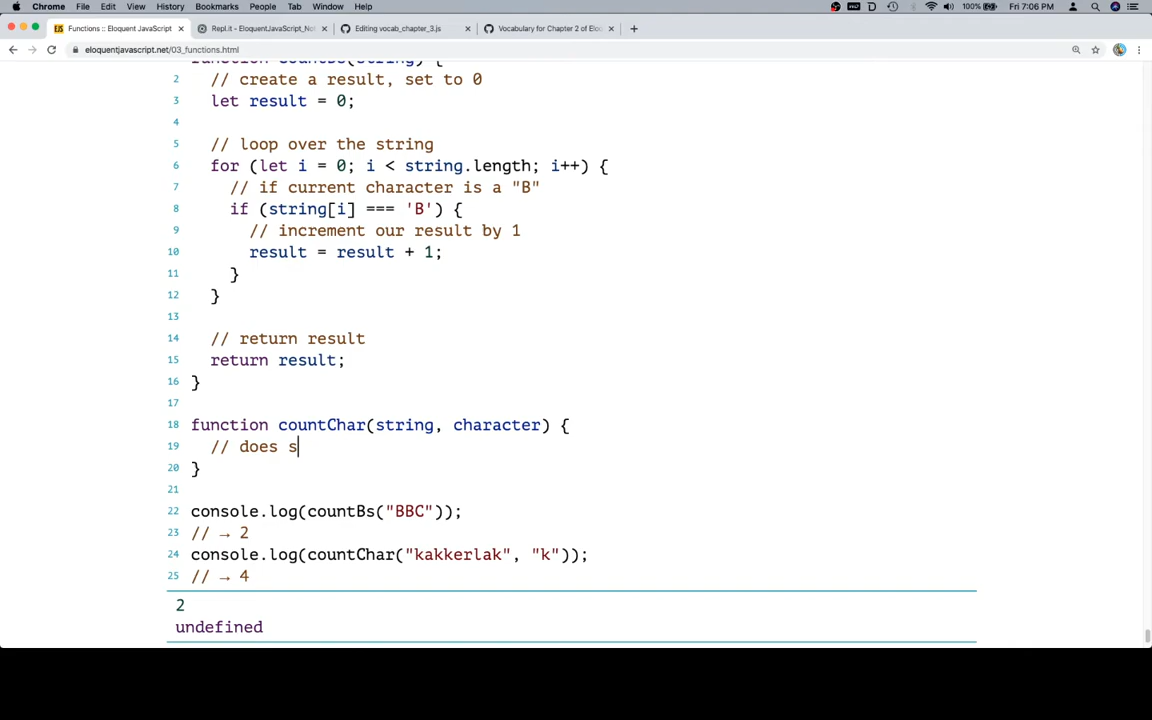 Chrome File Edit View History Bookmarks People Tab Window Help 100% Fri 7:06 PM
Functions :: Eloquent JavaScript Repl.it - EloquentJavaScript_Not Editing vocab_chapter_3.js Vocabulary for Chapter 2 of Elo
eloquentjavascript.net/03_functions.html
function countBs(string) {
2 // create a result, set to 0
3 let result = 0;
4
5 // loop over the string
6 for (let i = 0; i < string.length; i++) {
7 // if current character is a "B"
8 if (string[i] === 'B') {
9 // increment our result by 1
10 result = result + 1;
11 }
12 }
13
14 // return result
15 return result;
16 }
17
18 function countChar(string, character) {
19 // does s
20 }
21
22 console.log(countBs("BBC"));
23 // → 2
24 console.log(countChar("kakkerlak", "k"));
25 // → 4
2
undefined